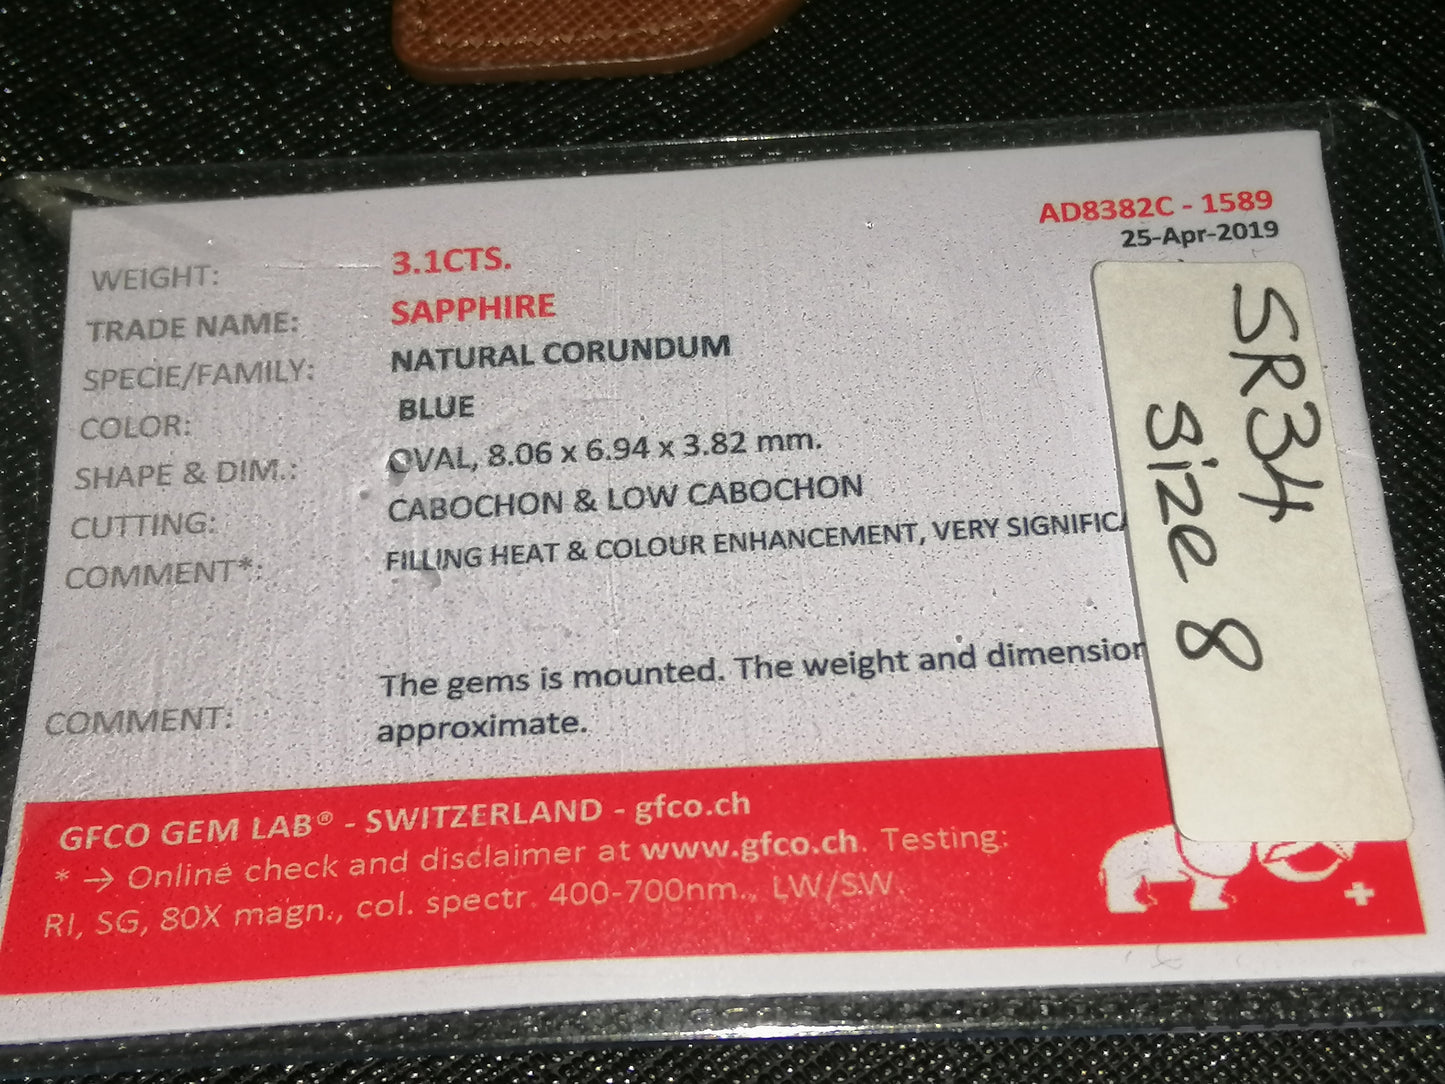 AD8382C - 1589
25-Apr-2019
WEIGHT: 3.1CTS.
TRADE NAME: SAPPHIRE
SPECIE/FAMILY: NATURAL CORUNDUM
COLOR: BLUE
SHAPE & DIM.: OVAL, 8.06 x 6.94 x 3.82 mm.
CUTTING: CABOCHON & LOW CABOCHON
COMMENT*: FILLING HEAT & COLOUR ENHANCEMENT, VERY SIGNIFICA
COMMENT: The gems is mounted. The weight and dimension
approximate.
SR34
Size 8
GFCO GEM LAB® - SWITZERLAND - gfco.ch
* → Online check and disclaimer at www.gfco.ch. Testing:
RI, SG, 80X magn., col. spectr. 400-700nm., LW/SW.